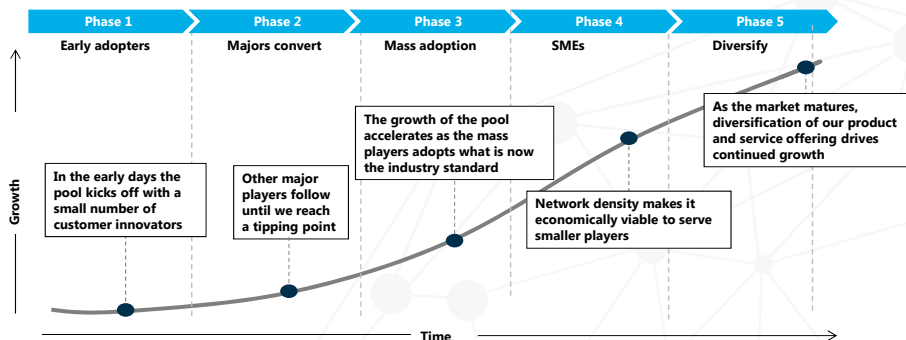 Phase 1
Phase 2
Phase 3
Phase 4
Phase 5
Early adopters
Majors convert
Mass adoption
SMEs
Diversify
The growth of the pool
accelerates as the mass
players adopts what is now
the industry standard
As the market matures,
diversification of our product
and service offering drives
continued growth
In the early days the
pool kicks off with a
small number of
customer innovators
Other major
players follow
until we reach
a tipping point
Network density makes it
economically viable to serve
smaller players
Growth
Time